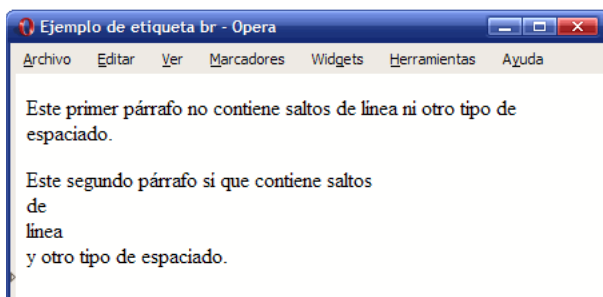 Ejemplo de etiqueta br - Opera
Archivo Editar Ver Marcadores Widgets Herramientas Ayuda
Este primer párrafo no contiene saltos de línea ni otro tipo de
espaciado.
Este segundo párrafo sí que contiene saltos
de
línea
y otro tipo de espaciado.